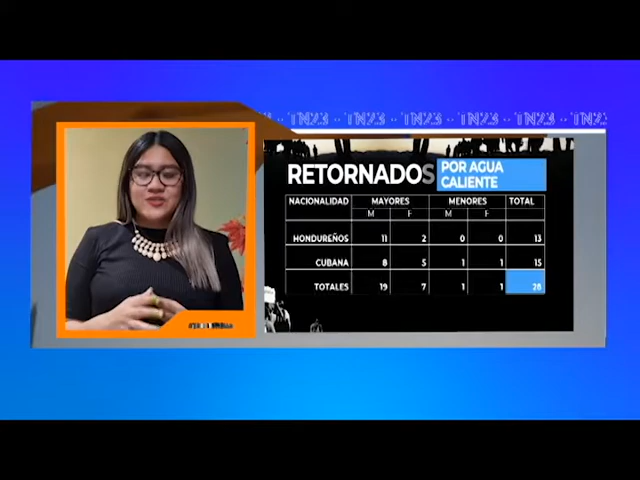 TN23 -- TN23 -- TN23 -- TN23 -- TN23 -- TN23
RETORNADOS
POR AGUA
CALIENTE
NACIONALIDAD MAYORES MENORES TOTAL
M F M F
HONDUREÑOS 11 2 0 0 13
CUBANA 8 5 1 1 15
TOTALES 19 7 1 1 28